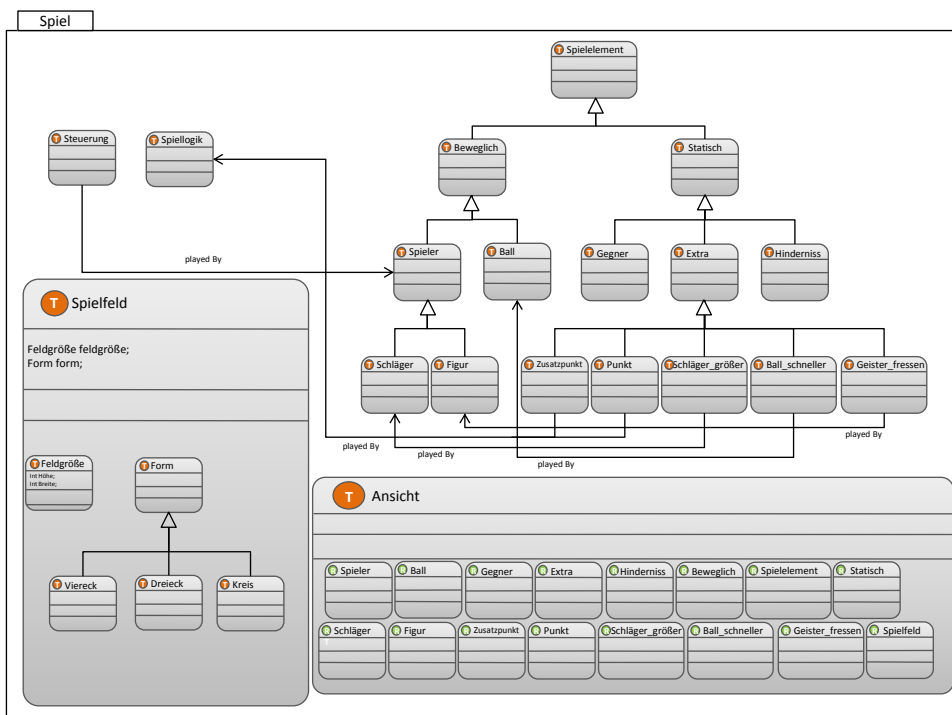 Spiel
T Spielelement
T Steuerung
T Spiellogik
T Beweglich
T Statisch
T Spieler
T Ball
T Gegner
T Extra
T Hinderniss
played By
T Spielfeld
Feldgröße feldgröße;
Form form;
T Schläger
T Figur
T Zusatzpunkt
T Punkt
T Schläger_größer
T Ball_schneller
T Geister_fressen
played By
played By
played By
played By
T Feldgröße
Int Höhe;
Int Breite;
T Form
T Viereck
T Dreieck
T Kreis
T Ansicht
R Spieler
R Ball
R Gegner
R Extra
R Hinderniss
R Beweglich
R Spielelement
R Statisch
R Schläger
T
R Figur
R Zusatzpunkt
R Punkt
R Schläger_größer
R Ball_schneller
R Geister_fressen
R Spielfeld